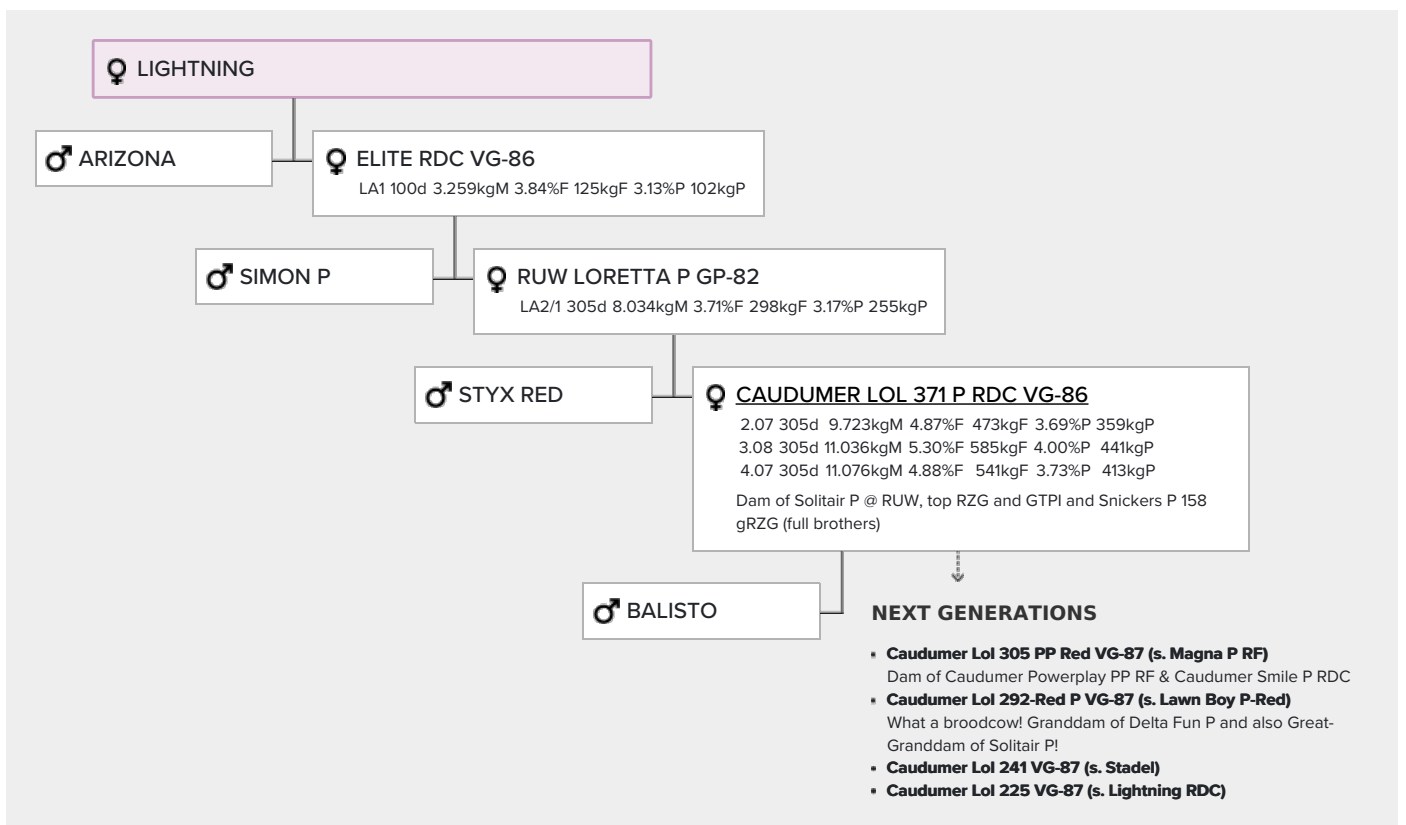 LIGHTNING
ARIZONA
ELITE RDC VG-86
LA1 100d 3.259kgM 3.84%F 125kgF 3.13%P 102kgP
SIMON P
RUW LORETTA P GP-82
LA2/1 305d 8.034kgM 3.71%F 298kgF 3.17%P 255kgP
STYX RED
CAUDUMER LOL 371 P RDC VG-86
2.07 305d 9.723kgM 4.87%F 473kgF 3.69%P 359kgP
3.08 305d 11.036kgM 5.30%F 585kgF 4.00%P 441kgP
4.07 305d 11.076kgM 4.88%F 541kgF 3.73%P 413kgP
Dam of Solitair P @ RUW, top RZG and GTPI and Snickers P 158
gRZG (full brothers)
BALISTO
NEXT GENERATIONS
Caudumer Lol 305 PP Red VG-87 (s. Magna P RF)
Dam of Caudumer Powerplay PP RF & Caudumer Smile P RDC
Caudumer Lol 292-Red P VG-87 (s. Lawn Boy P-Red)
What a broodcow! Granddam of Delta Fun P and also Great-
Granddam of Solitair P!
Caudumer Lol 241 VG-87 (s. Stadel)
Caudumer Lol 225 VG-87 (s. Lightning RDC)